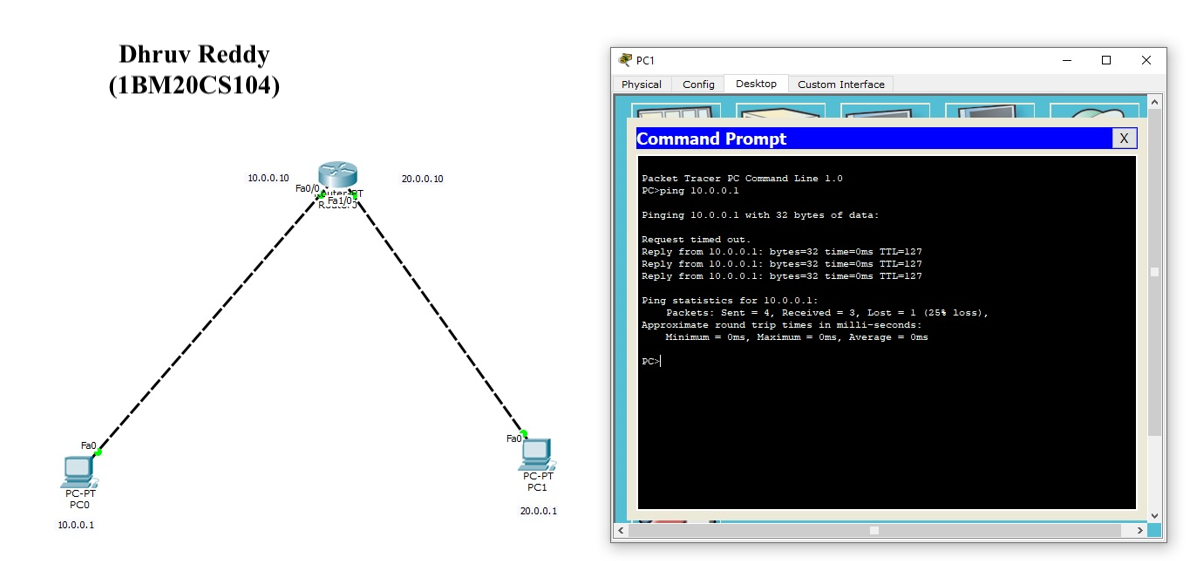 Dhruv Reddy
(1BM20CS104)
10.0.0.10
Fa0/0
20.0.0.10
Fa1/0
Fa0
PC-PT
PC0
10.0.0.1
Fa0
PC-PT
PC1
20.0.0.1
PC1
Physical Config Desktop Custom Interface
Command Prompt X
Packet Tracer PC Command Line 1.0
PC>ping 10.0.0.1
Pinging 10.0.0.1 with 32 bytes of data:
Request timed out.
Reply from 10.0.0.1: bytes=32 time=0ms TTL=127
Reply from 10.0.0.1: bytes=32 time=0ms TTL=127
Reply from 10.0.0.1: bytes=32 time=0ms TTL=127
Ping statistics for 10.0.0.1:
Packets: Sent = 4, Received = 3, Lost = 1 (25% loss),
Approximate round trip times in milli-seconds:
Minimum = 0ms, Maximum = 0ms, Average = 0ms
PC>